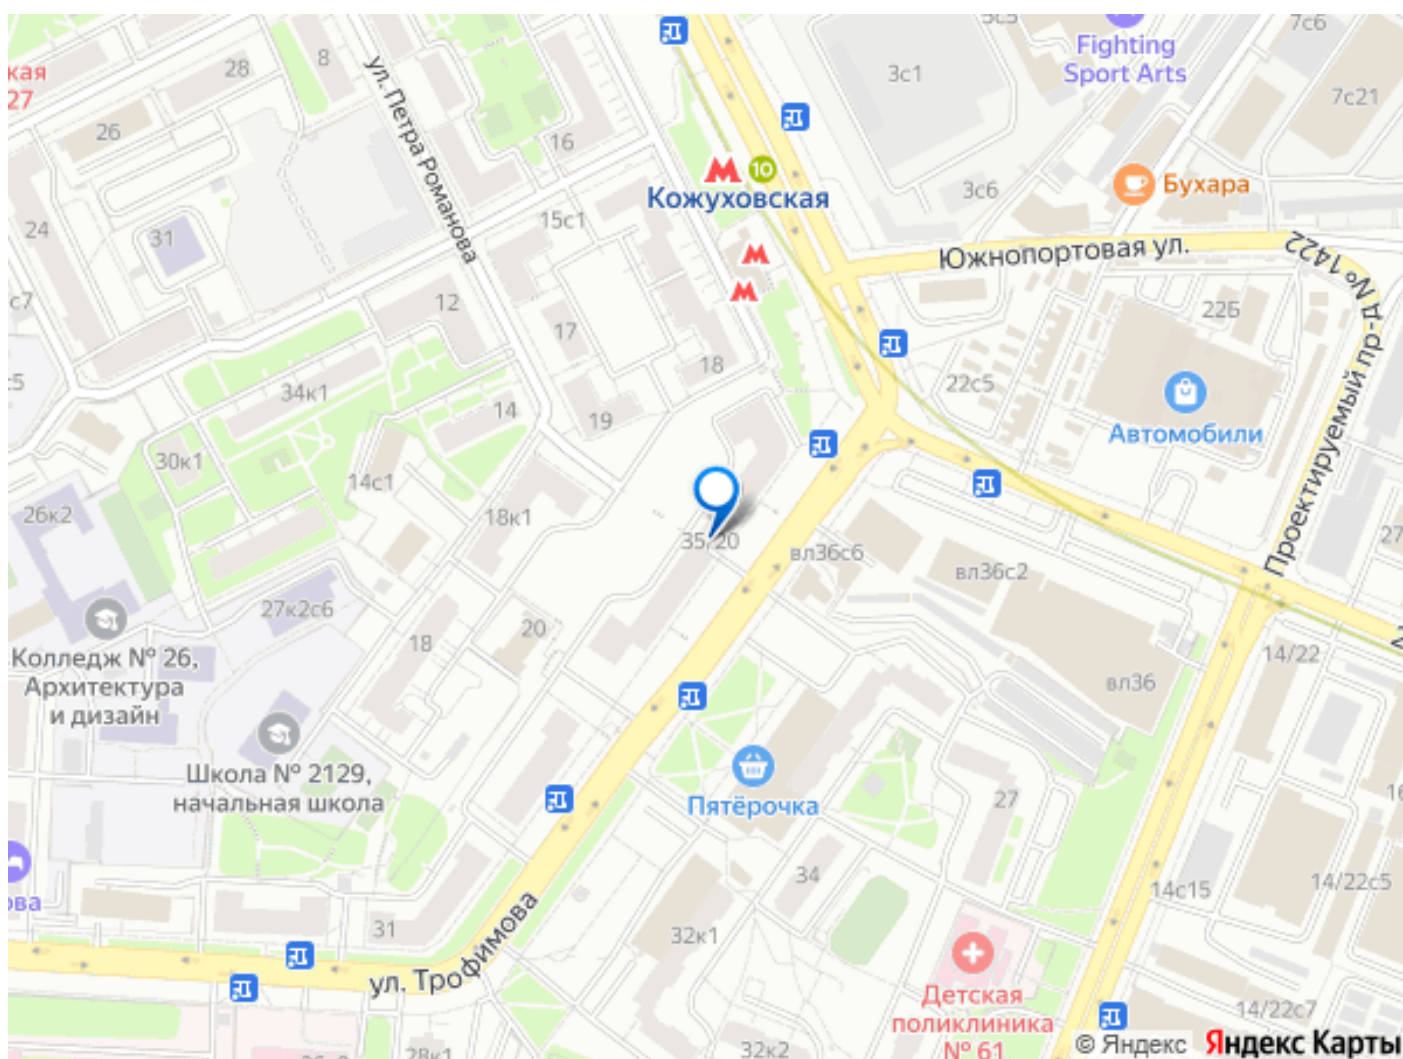 Fighting
Sport Arts
7с6
3с1
7с21
28
8
кая
27
26
ул. Петра Романова
16
10
Кожуховская
3с6
Бухара
24
31
15с1
Южнопортовая ул.
Проектируемый пр-д № 1422
с7
12
17
22Б
18
22с5
34к1
14
19
Автомобили
30к1
14с1
26к2
18к1
35/20
вл36с6
вл36с2
27
27к2с6
18
20
Колледж № 26,
Архитектура
и дизайн
14/22
вл36
Школа № 2129,
начальная школа
Пятёрочка
27
16
34
14с15
14/22с5
ова
31
32к1
ул. Трофимова
Детская
поликлиника
№ 61
14/22с7
28к1
32к2
© Яндекс
Яндекс Карты